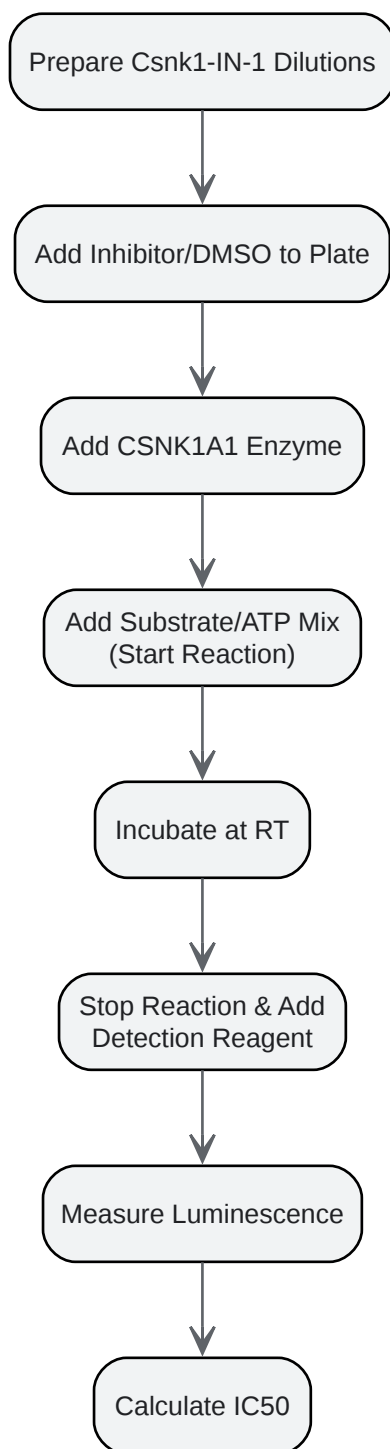 Prepare Csnk1-IN-1 Dilutions
Add Inhibitor/DMSO to Plate
Add CSNK1A1 Enzyme
Add Substrate/ATP Mix
(Start Reaction)
Incubate at RT
Stop Reaction & Add
Detection Reagent
Measure Luminescence
Calculate IC50